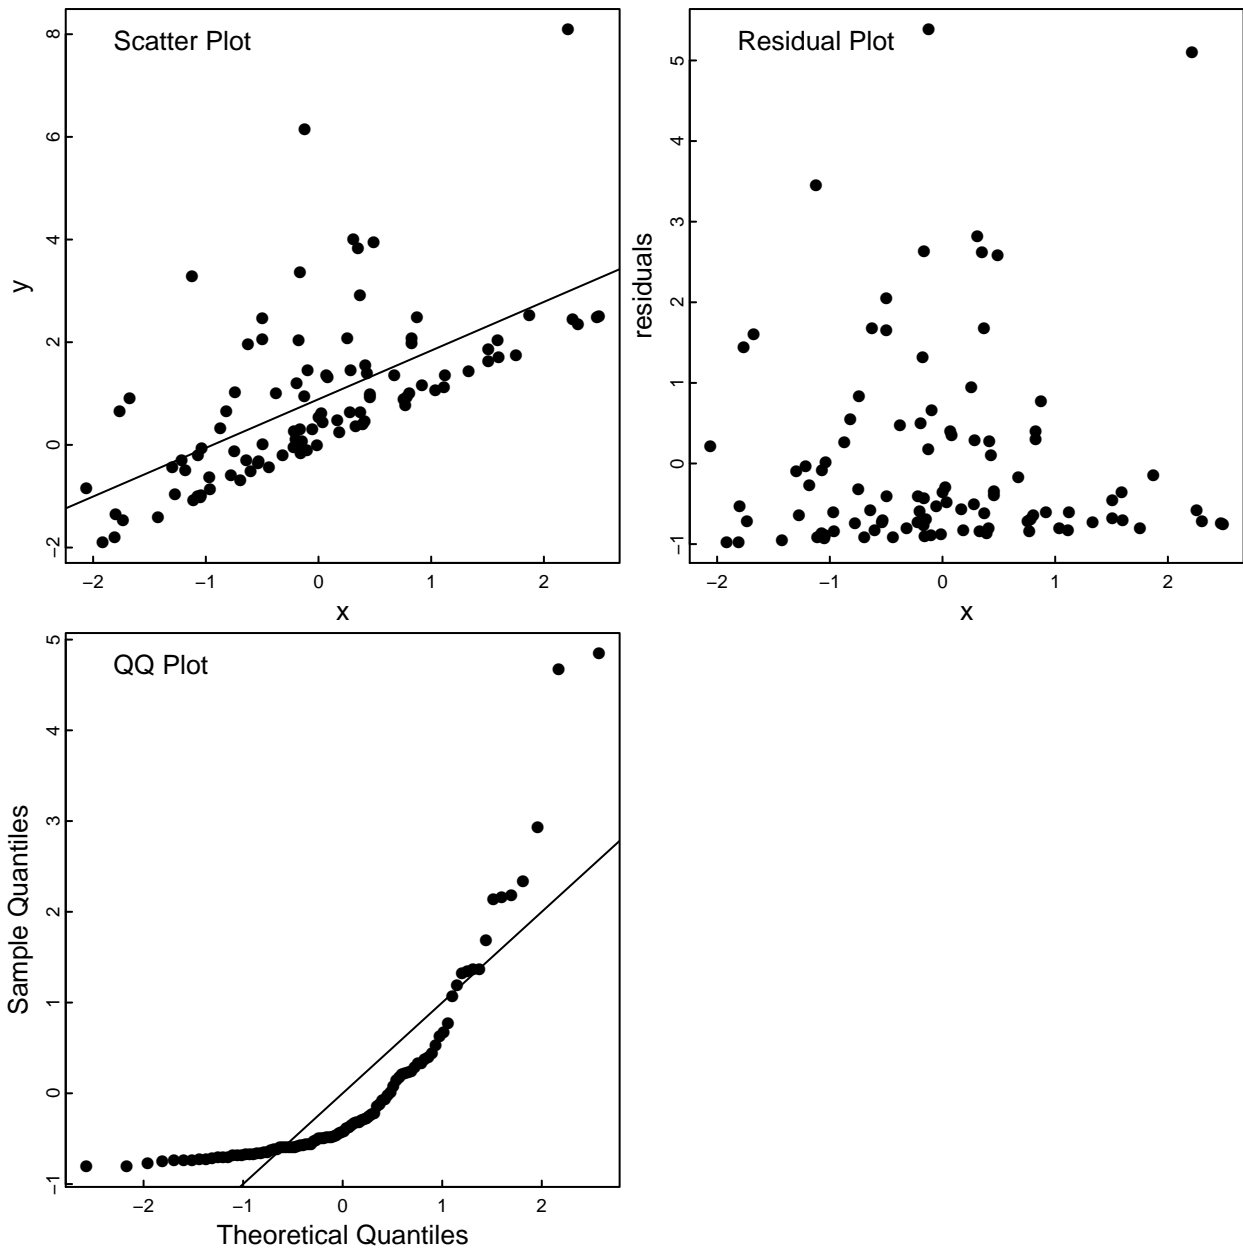 Scatter Plot
8
6
4
2
0
−2
y
−2 −1 0 1 2
x
Residual Plot
5
4
3
2
1
0
−1
residuals
−2 −1 0 1 2
x
QQ Plot
5
4
3
2
1
0
−1
Sample Quantiles
−2 −1 0 1 2
Theoretical Quantiles